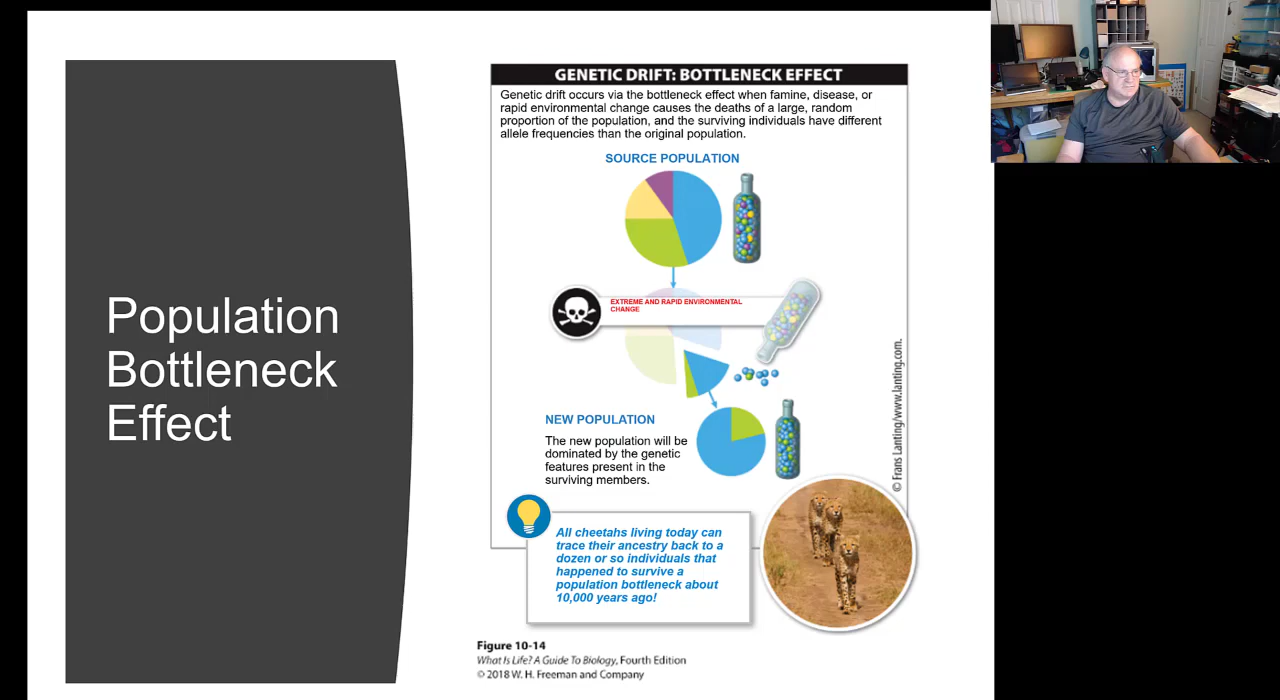 Population
Bottleneck
Effect
GENETIC DRIFT: BOTTLENECK EFFECT
Genetic drift occurs via the bottleneck effect when famine, disease, or
rapid environmental change causes the deaths of a large, random
proportion of the population, and the surviving individuals have different
allele frequencies than the original population.
SOURCE POPULATION
EXTREME AND RAPID ENVIRONMENTAL
CHANGE
NEW POPULATION
The new population will be
dominated by the genetic
features present in the
surviving members.
All cheetahs living today can
trace their ancestry back to a
dozen or so individuals that
happened to survive a
population bottleneck about
10,000 years ago!
© Frans Lanting/www.lanting.com.
Figure 10-14
What Is Life? A Guide To Biology, Fourth Edition
© 2018 W. H. Freeman and Company